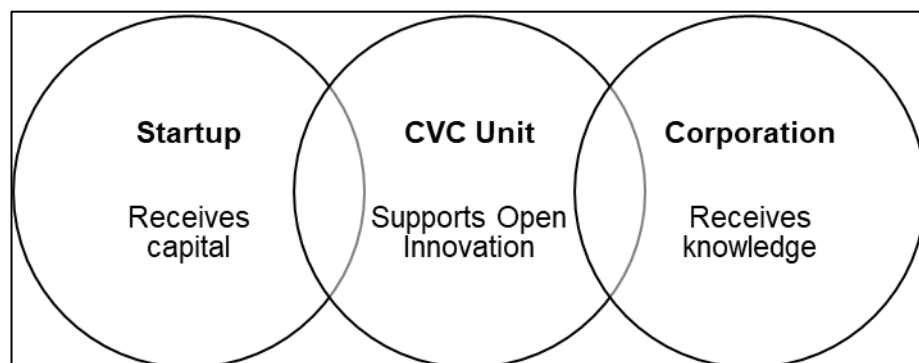 Startup
Receives
capital
CVC Unit
Supports Open
Innovation
Corporation
Receives
knowledge